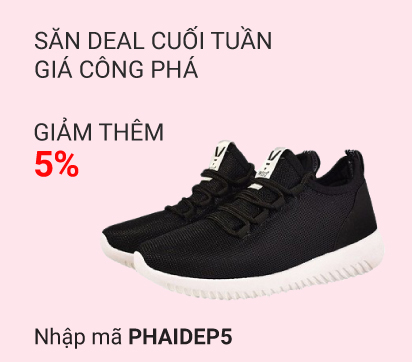 SĂN DEAL CUỐI TUẦN
GIÁ CÔNG PHÁ
GIẢM THÊM
5%
Nhập mã PHAIDEP5